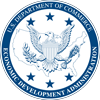 U.S. DEPARTMENT OF COMMERCE
ECONOMIC DEVELOPMENT ADMINISTRATION